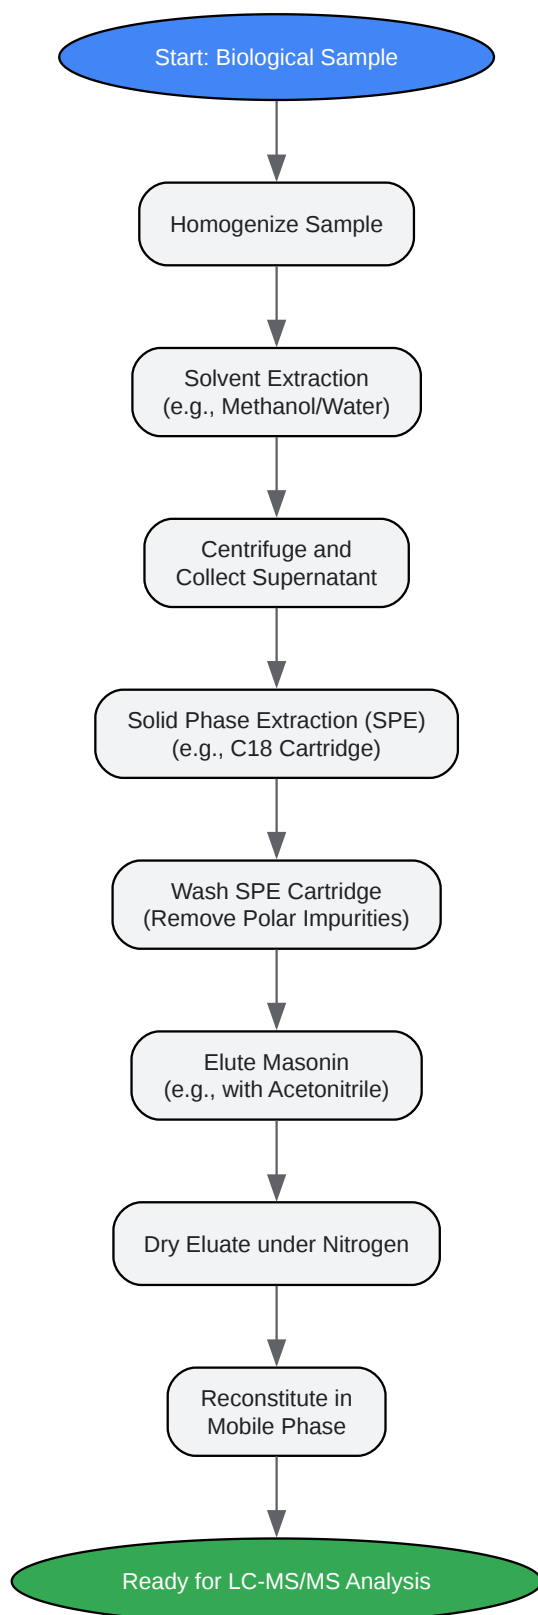 Start: Biological Sample
Homogenize Sample
Solvent Extraction
(e.g., Methanol/Water)
Centrifuge and
Collect Supernatant
Solid Phase Extraction (SPE)
(e.g., C18 Cartridge)
Wash SPE Cartridge
(Remove Polar Impurities)
Elute Masonin
(e.g., with Acetonitrile)
Dry Eluate under Nitrogen
Reconstitute in
Mobile Phase
Ready for LC-MS/MS Analysis